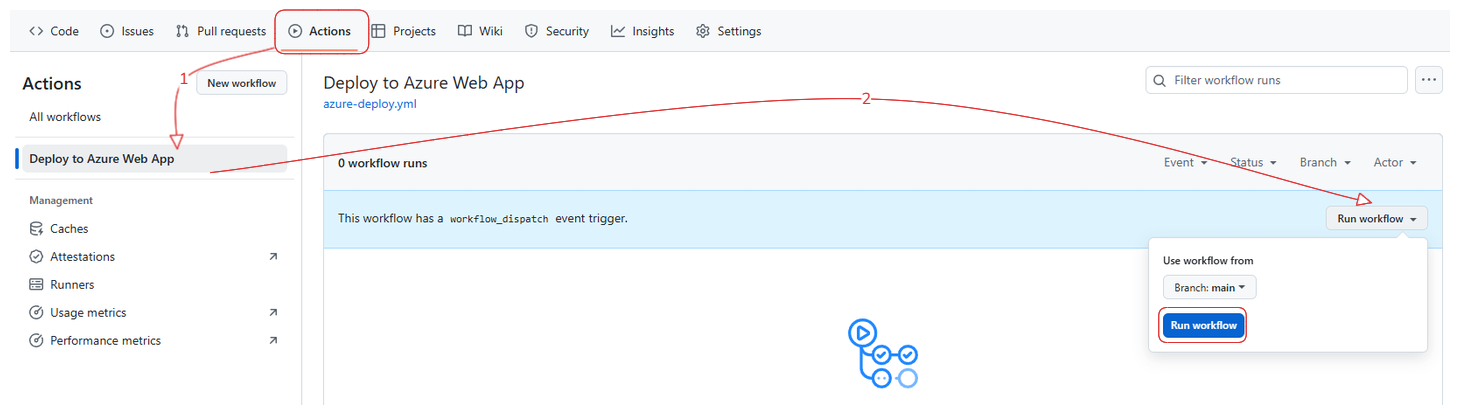 Code Issues Pull requests Actions Projects Wiki Security Insights Settings
1
Actions New workflow
All workflows
Deploy to Azure Web App
Management
Caches
Attestations
Runners
Usage metrics
Performance metrics
Deploy to Azure Web App
azure-deploy.yml
Filter workflow runs
2
0 workflow runs
Event Status Branch Actor
This workflow has a workflow_dispatch event trigger.
Run workflow
Use workflow from
Branch: main
Run workflow